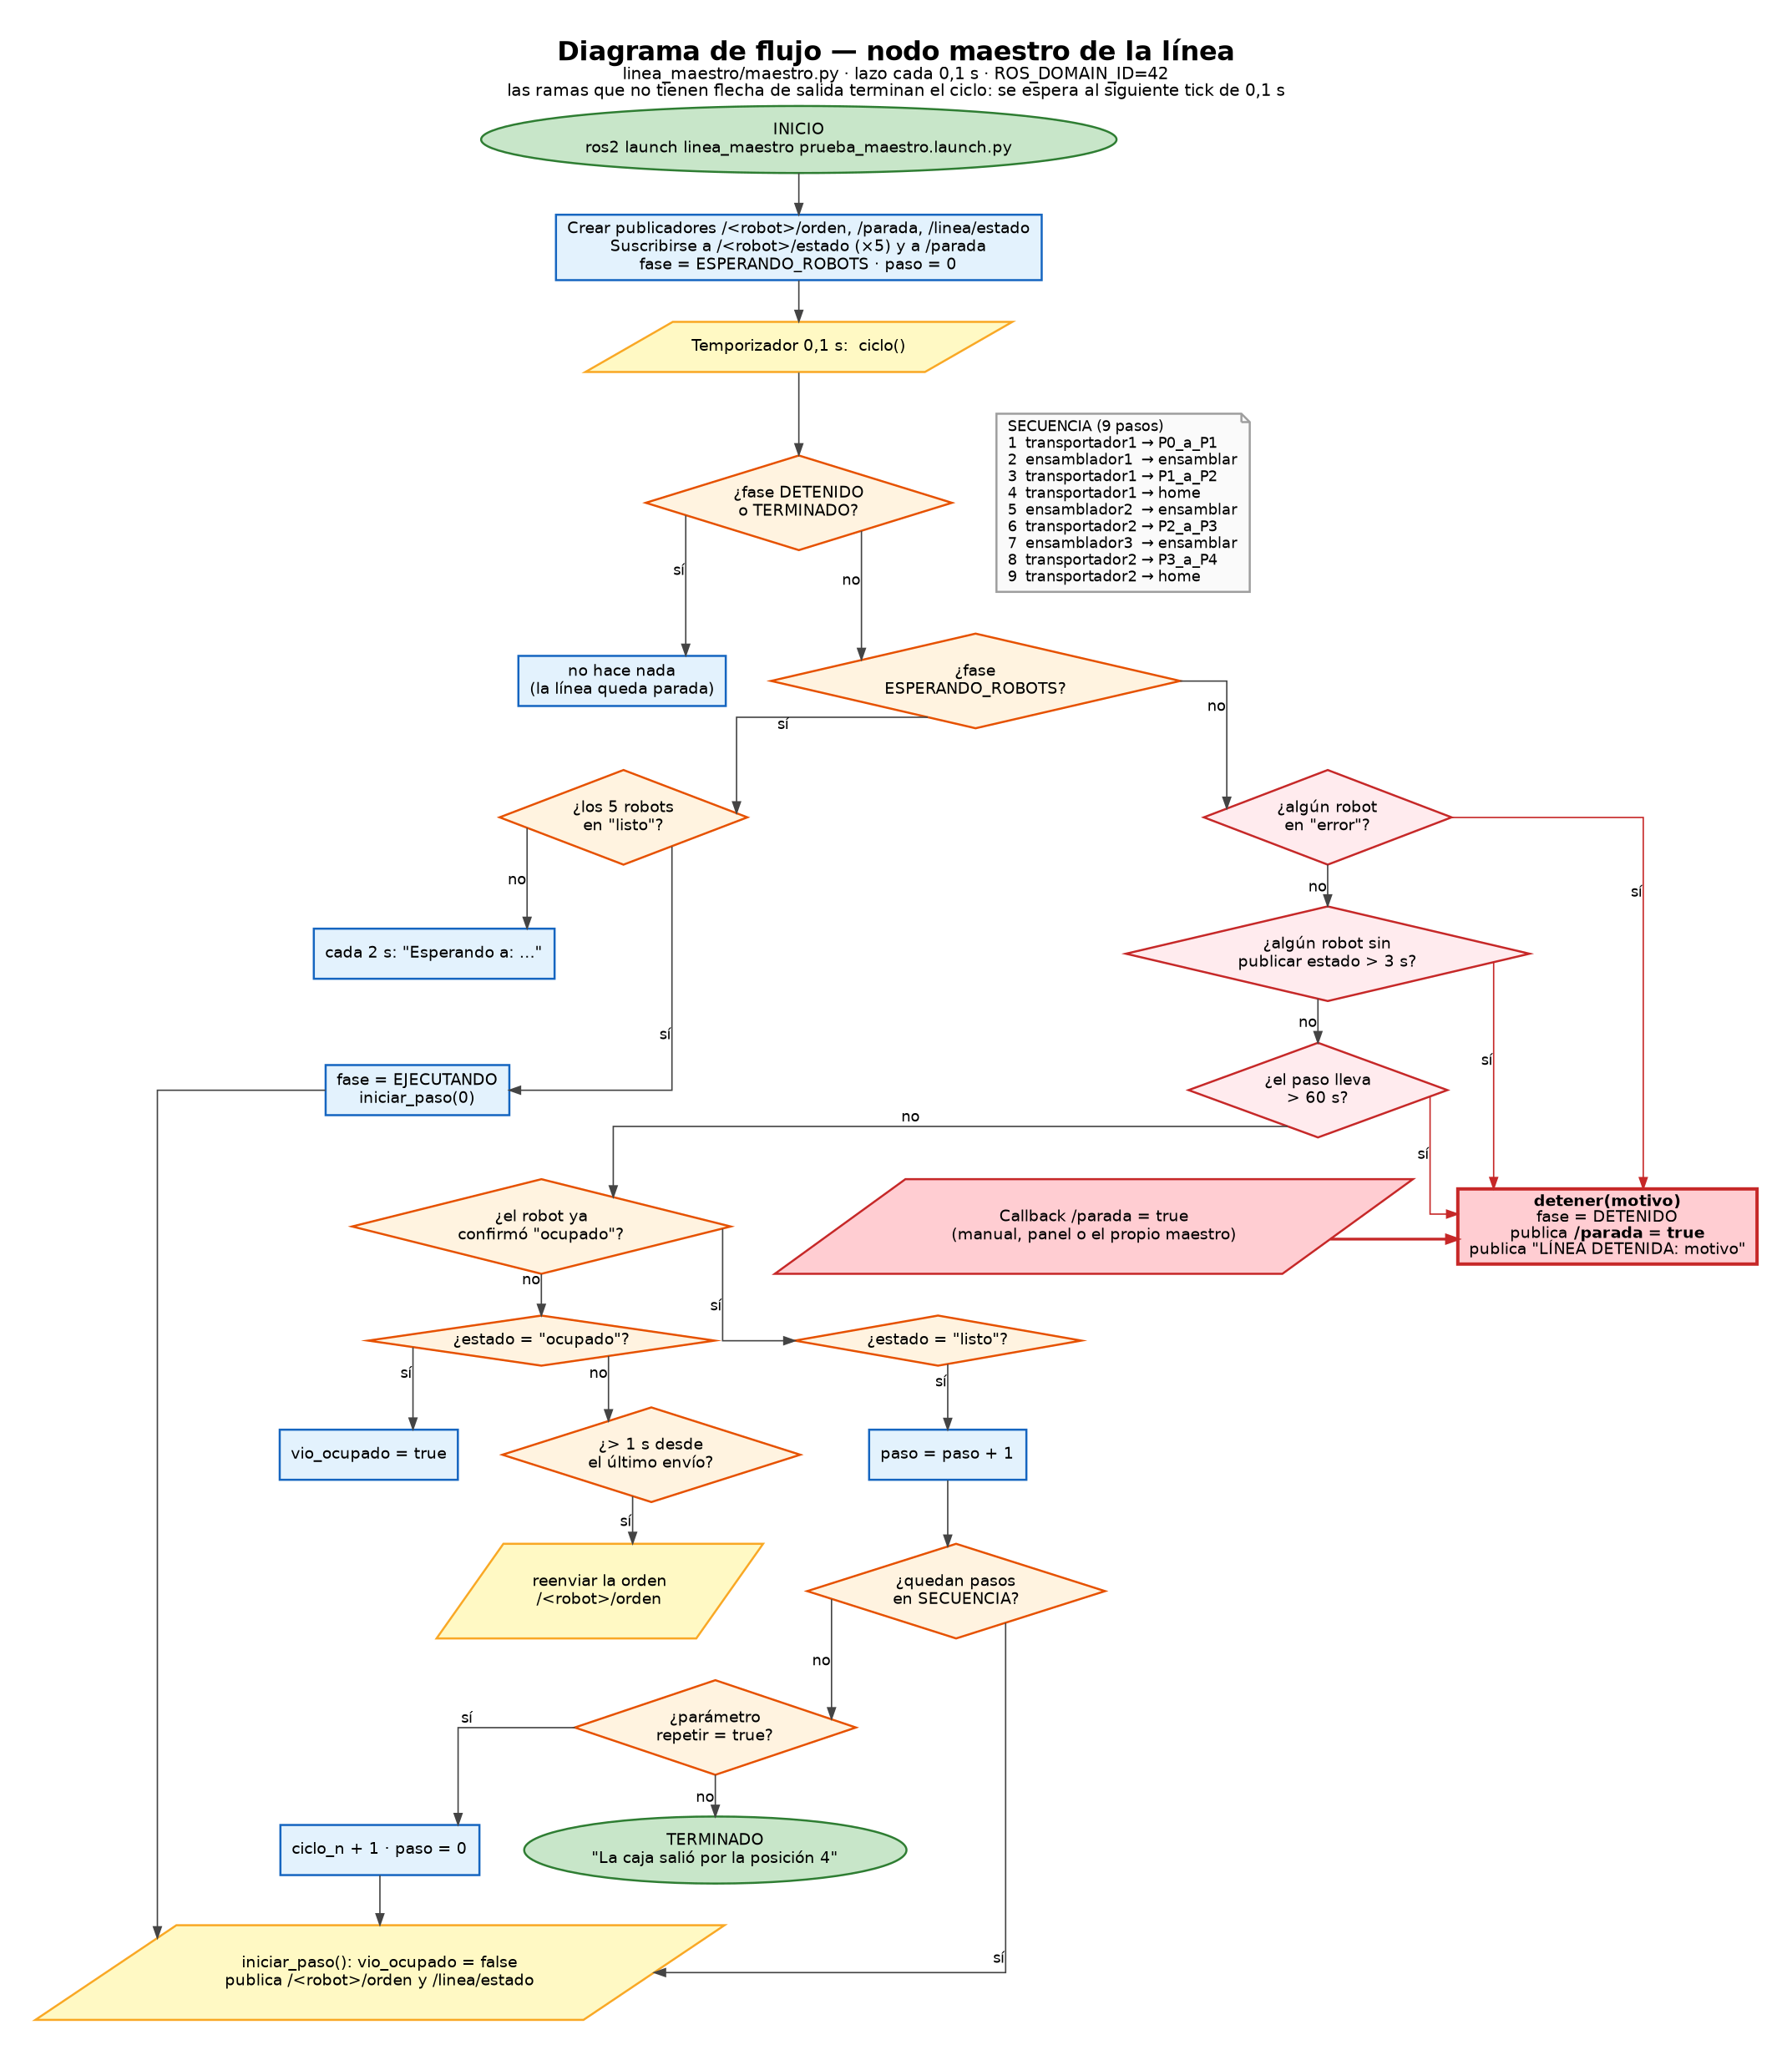 Diagrama de flujo — nodo maestro de la línea
linea_maestro/maestro.py · lazo cada 0,1 s · ROS_DOMAIN_ID=42
las ramas que no tienen flecha de salida terminan el ciclo: se espera al siguiente tick de 0,1 s
INICIO
ros2 launch linea_maestro prueba_maestro.launch.py
Crear publicadores /<robot>/orden, /parada, /linea/estado
Suscribirse a /<robot>/estado (×5) y a /parada
fase = ESPERANDO_ROBOTS · paso = 0
Temporizador 0,1 s:  ciclo()
SECUENCIA (9 pasos)
1  transportador1 → P0_a_P1
2  ensamblador1  → ensamblar
3  transportador1 → P1_a_P2
4  transportador1 → home
5  ensamblador2  → ensamblar
6  transportador2 → P2_a_P3
7  ensamblador3  → ensamblar
8  transportador2 → P3_a_P4
9  transportador2 → home
¿fase DETENIDO
o TERMINADO?
sí
no
no hace nada
(la línea queda parada)
¿fase
ESPERANDO_ROBOTS?
sí
no
¿los 5 robots
en "listo"?
no
sí
¿algún robot
en "error"?
no
sí
cada 2 s: "Esperando a: ..."
¿algún robot sin
publicar estado > 3 s?
no
sí
fase = EJECUTANDO
iniciar_paso(0)
¿el paso lleva
> 60 s?
no
sí
¿el robot ya
confirmó "ocupado"?
no
sí
Callback /parada = true
(manual, panel o el propio maestro)
detener(motivo)
fase = DETENIDO
publica /parada = true
publica "LÍNEA DETENIDA: motivo"
¿estado = "ocupado"?
sí
no
¿estado = "listo"?
sí
vio_ocupado = true
¿> 1 s desde
el último envío?
sí
paso = paso + 1
reenviar la orden
/<robot>/orden
¿quedan pasos
en SECUENCIA?
no
sí
¿parámetro
repetir = true?
sí
no
ciclo_n + 1 · paso = 0
TERMINADO
"La caja salió por la posición 4"
iniciar_paso(): vio_ocupado = false
publica /<robot>/orden y /linea/estado